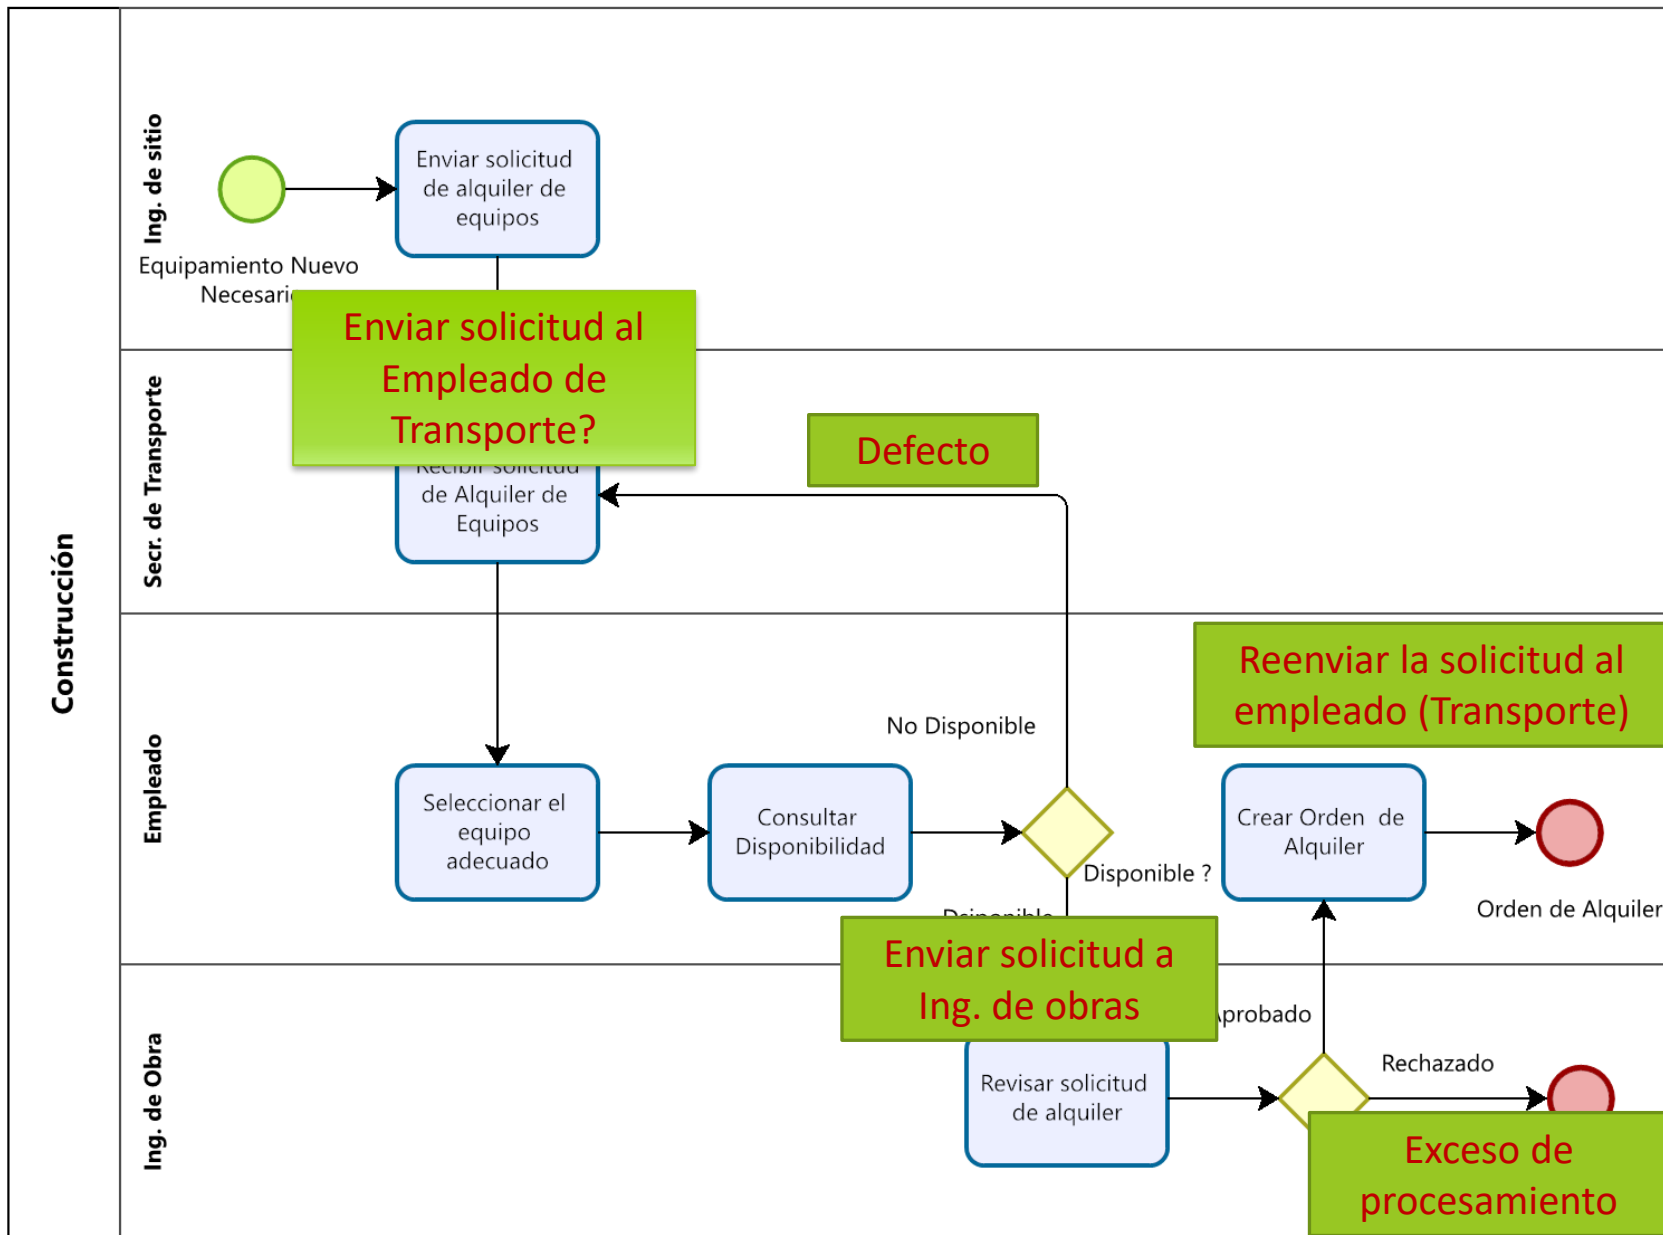 Construcción
Ing. de sitio
Enviar solicitud
de alquiler de
equipos
Equipamiento Nuevo
Enviar solicitud al
Empleado de
Transporte?
Secr. de Transporte
Defecto
Recibir solicitud
de Alquiler de
Equipos
Empleado
Reenviar la solicitud al
empleado (Transporte)
No Disponible
Seleccionar el
equipo
adecuado
Consultar
Disponibilidad
Disponible ?
Crear Orden de
Alquiler
Orden de Alquiler
Enviar solicitud a
Ing. de obras
Ing. de Obra
Aprobado
Rechazado
Revisar solicitud
de alquiler
Exceso de
procesamiento